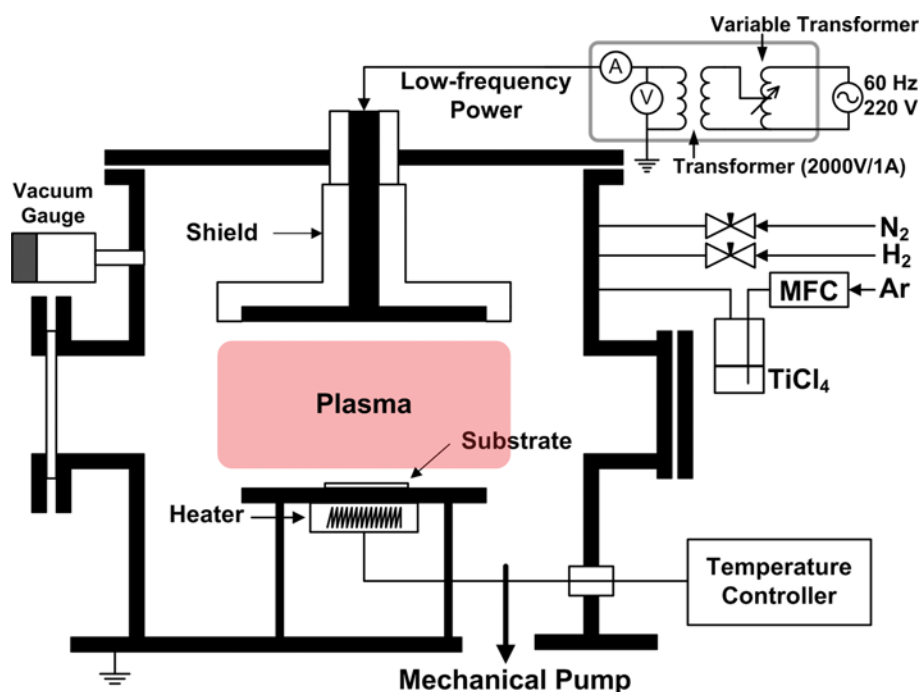 Variable Transformer
A
V
60 Hz
220 V
Low-frequency
Power
Transformer (2000V/1A)
Vacuum
Gauge
Shield
N2
H2
MFC
Ar
TiCl4
Plasma
Substrate
Heater
Temperature
Controller
Mechanical Pump